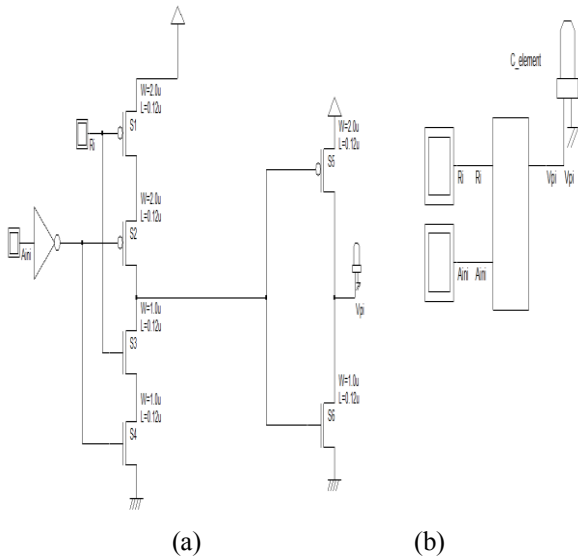 W=2.0u
L=0.12u
S1
Ri
W=2.0u
L=0.12u
S2
Aini
W=1.0u
L=0.12u
S3
W=1.0u
L=0.12u
S4
W=2.0u
L=0.12u
S5
Vpi
W=1.0u
L=0.12u
S6
C_element
Ri Ri
Vpi Vpi
Aini Aini
(a) (b)